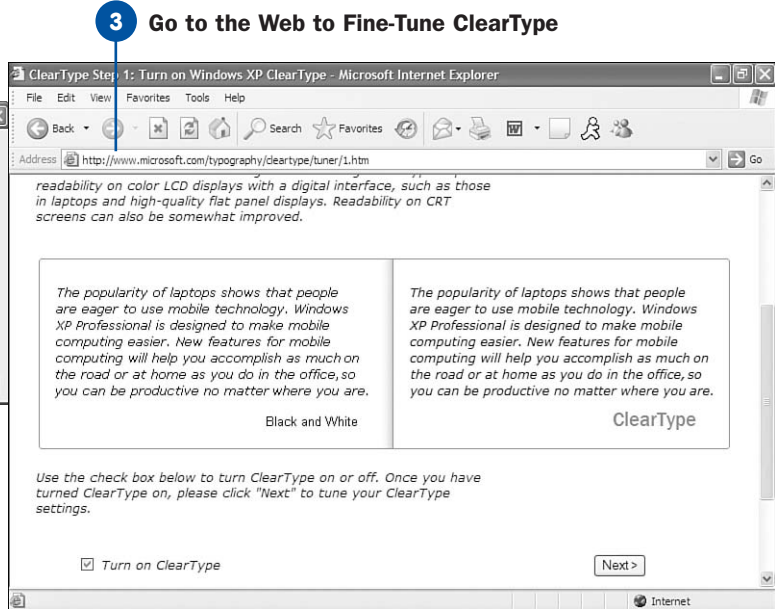 3 Go to the Web to Fine-Tune ClearType
ClearType Step 1: Turn on Windows XP ClearType - Microsoft Internet Explorer
File Edit View Favorites Tools Help
Back Search Favorites
Address http://www.microsoft.com/typography/cleartype/tuner/1.htm Go
readability on color LCD displays with a digital interface, such as those
in laptops and high-quality flat panel displays. Readability on CRT
screens can also be somewhat improved.
The popularity of laptops shows that people
are eager to use mobile technology. Windows
XP Professional is designed to make mobile
computing easier. New features for mobile
computing will help you accomplish as much on
the road or at home as you do in the office, so
you can be productive no matter where you are.
Black and White
The popularity of laptops shows that people
are eager to use mobile technology. Windows
XP Professional is designed to make mobile
computing easier. New features for mobile
computing will help you accomplish as much on
the road or at home as you do in the office, so
you can be productive no matter where you are.
ClearType
Use the check box below to turn ClearType on or off. Once you have
turned ClearType on, please click "Next" to tune your ClearType
settings.
Turn on ClearType
Next >
Internet